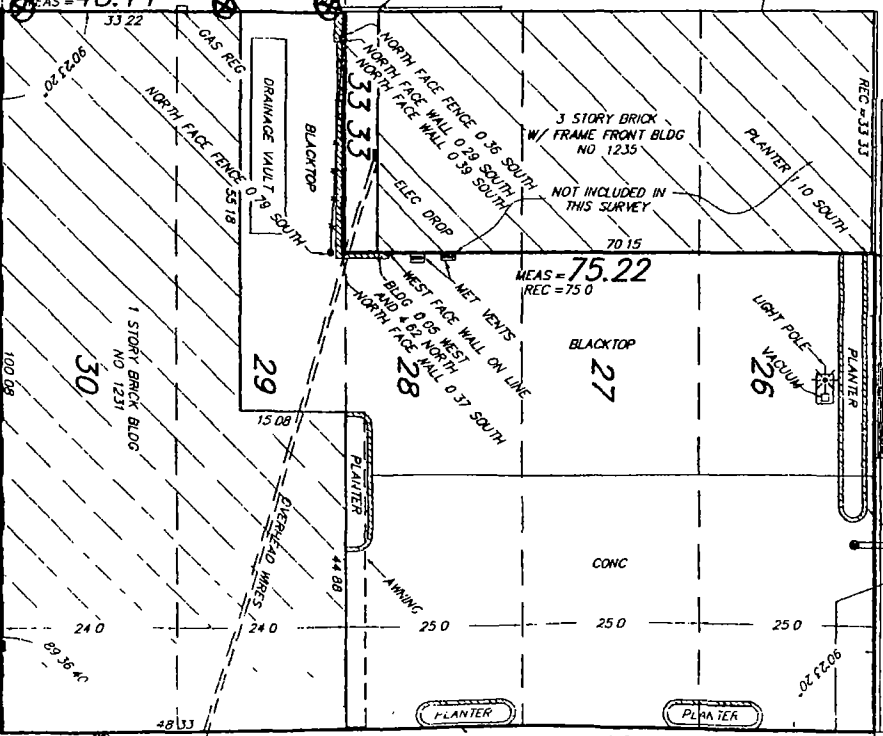 33.22
90°23'20"
GAS REG
NORTH FACE FENCE 0.79 SOUTH
55.18
DRAINAGE VAULT
BLACKTOP
33.33
NORTH FACE FENCE 0.36 SOUTH
NORTH FACE WALL 0.29 SOUTH
NORTH FACE WALL 0.39 SOUTH
ELEC DROP
3 STORY BRICK
W/ FRAME FRONT BLDG
NO 1235
NOT INCLUDED IN
THIS SURVEY
PLANTER 1.10 SOUTH
REC = 33.33
70.15
MEAS = 75.22
REC = 75.0
MET VENTS
WEST FACE WALL ON LINE
BLDG 0.05 WEST
AND 4.62 NORTH
NORTH FACE WALL 0.37 SOUTH
BLACKTOP
LIGHT POLE
VACUUM
PLANTER
100.08
30
1 STORY BRICK BLDG
NO 1231
29
28
27
26
15.08
PLANTER
OVERHEAD WIRES
44.88
AWNING
CONC
24.0
24.0
25.0
25.0
25.0
89°36'40"
90°23'20"
48.33
PLANTER
PLANTER